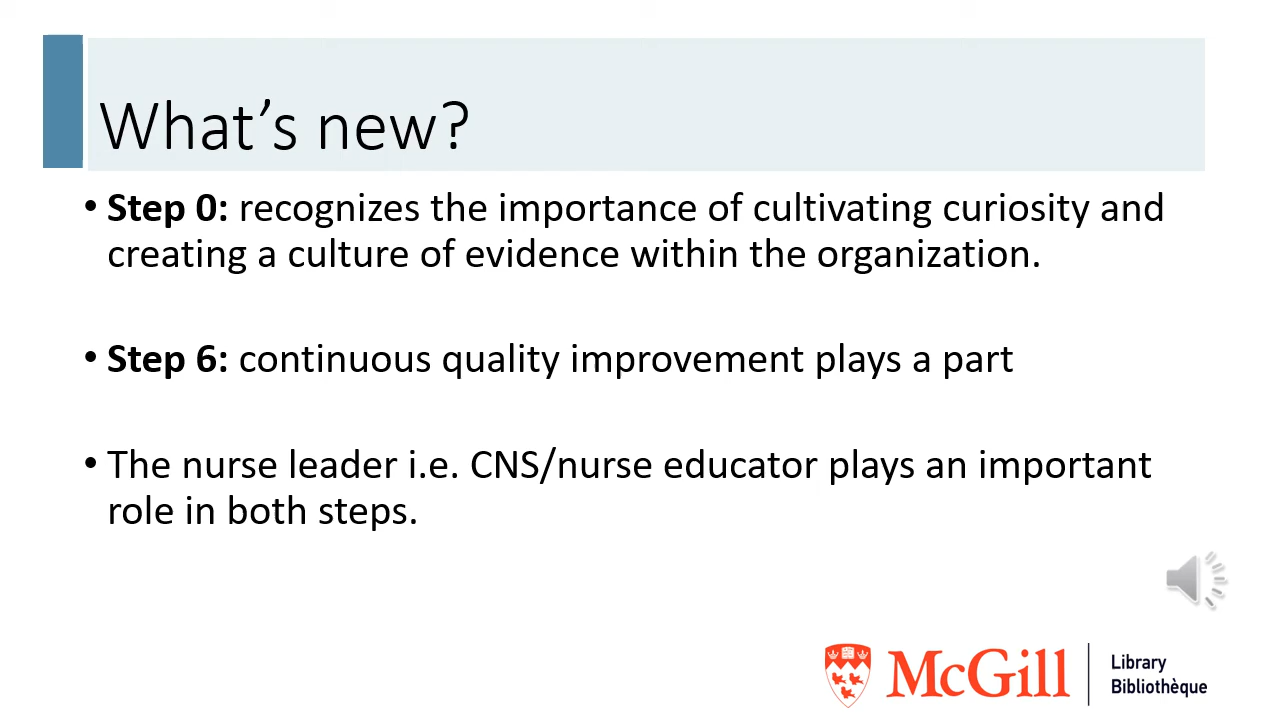 What’s new?
• Step 0: recognizes the importance of cultivating curiosity and
creating a culture of evidence within the organization.
• Step 6: continuous quality improvement plays a part
• The nurse leader i.e. CNS/nurse educator plays an important
role in both steps.
McGill
Library
Bibliothèque